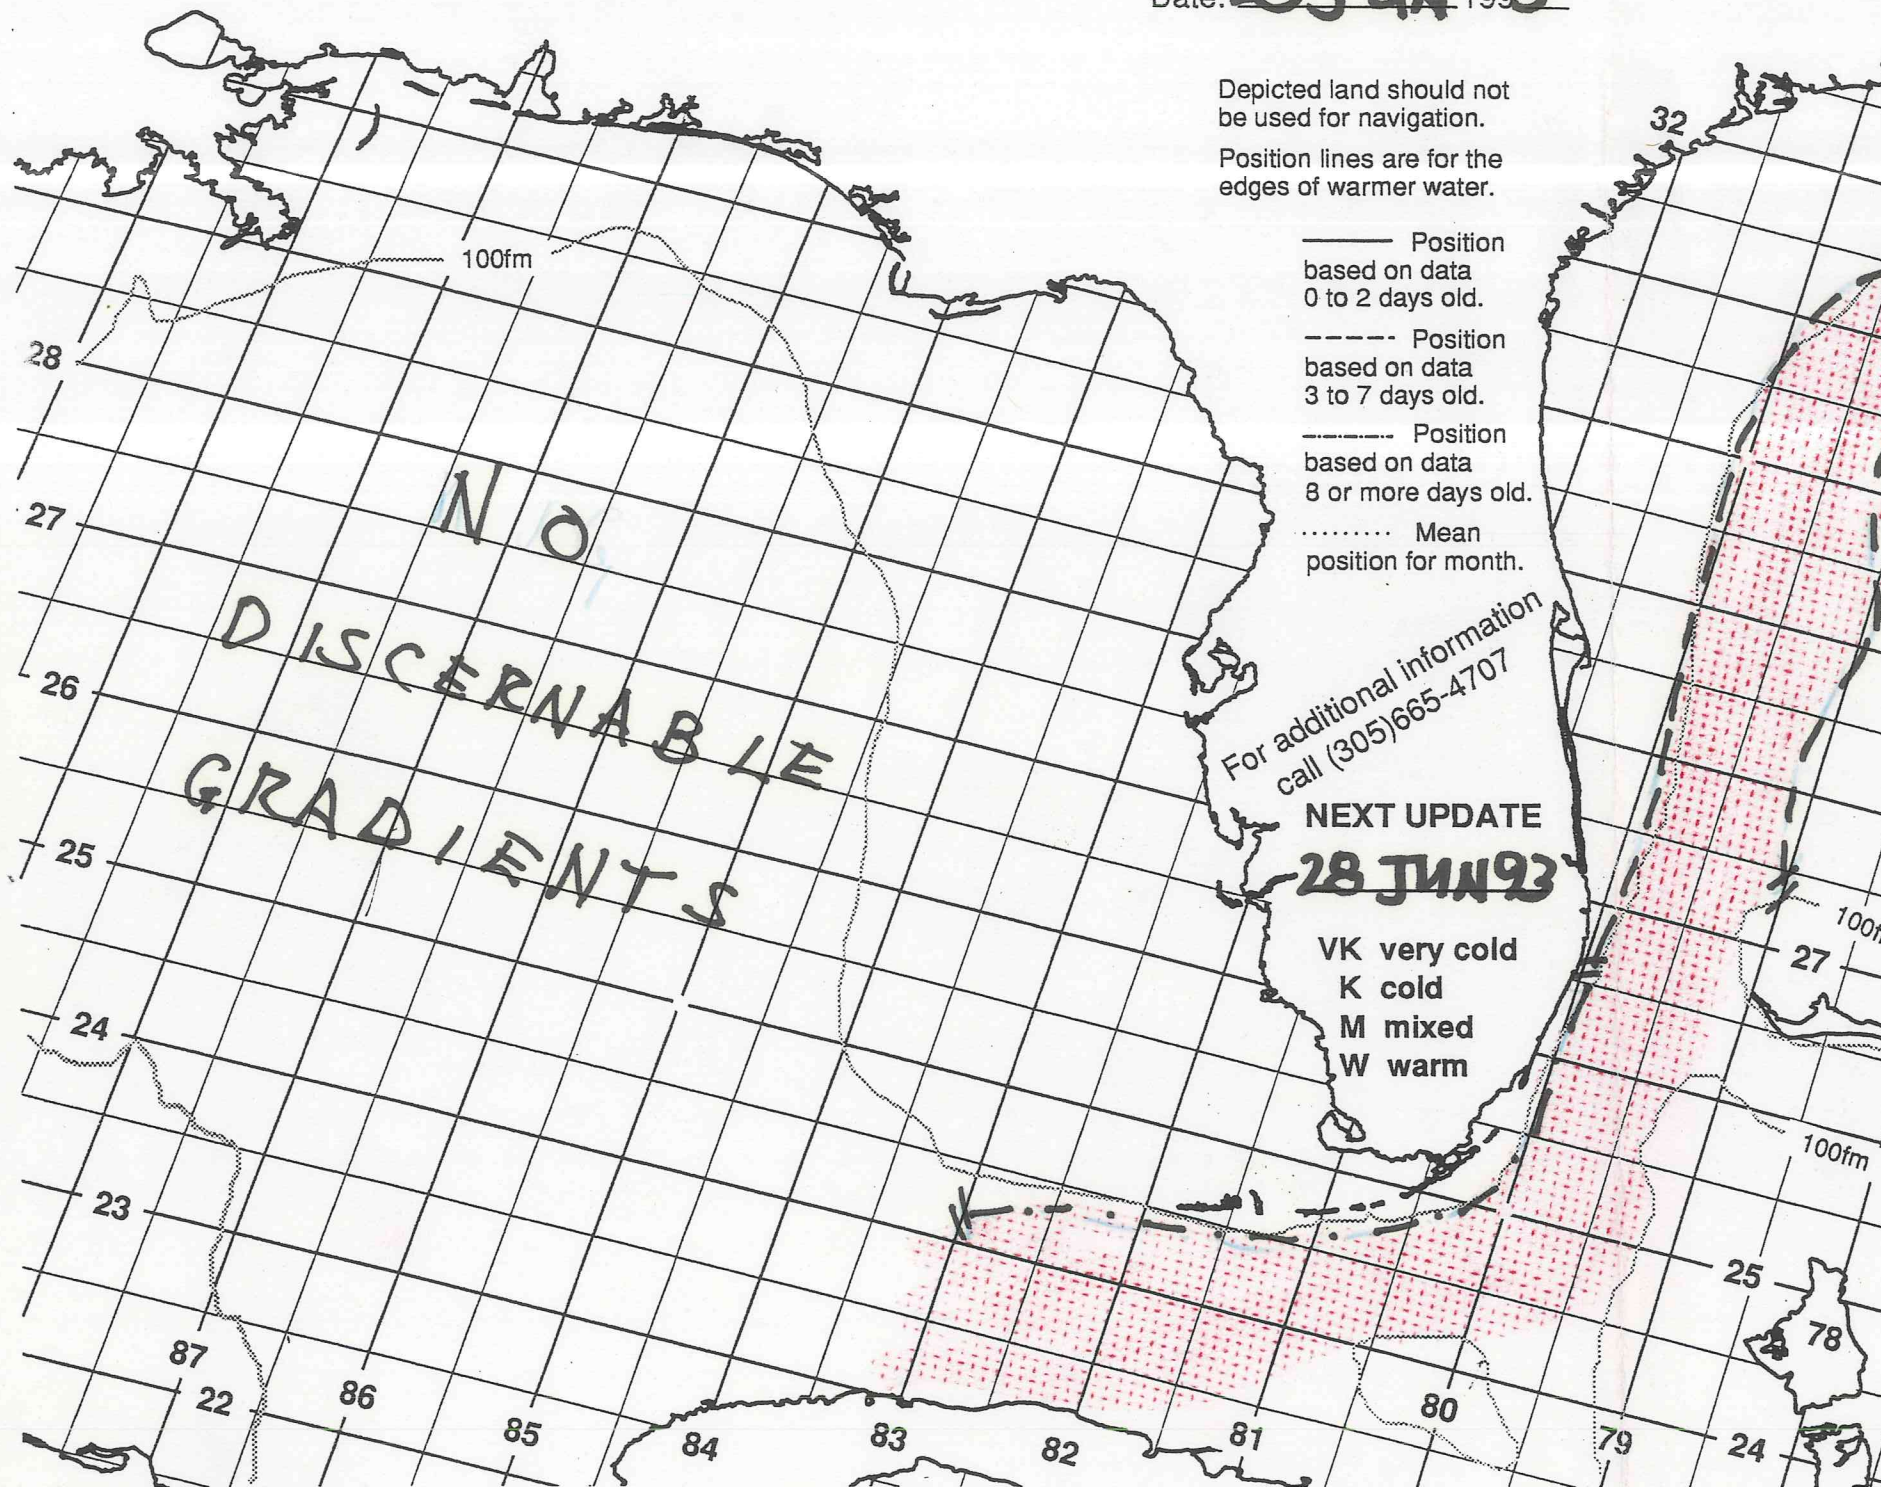 Date:
Depicted land should not
be used for navigation.
Position lines are for the
edges of warmer water.
Position
based on data
0 to 2 days old.
Position
based on data
3 to 7 days old.
Position
based on data
8 or more days old.
Mean
position for month.
For additional information
call (305)665-4707
NEXT UPDATE
28 JUN 93
VK very cold
K cold
M mixed
W warm
NO
DISCERNABLE
GRADIENTS
100fm
32
28
27
26
25
24
23
22
87
86
85
84
83
82
81
80
79
78
100f
27
100fm
25
24